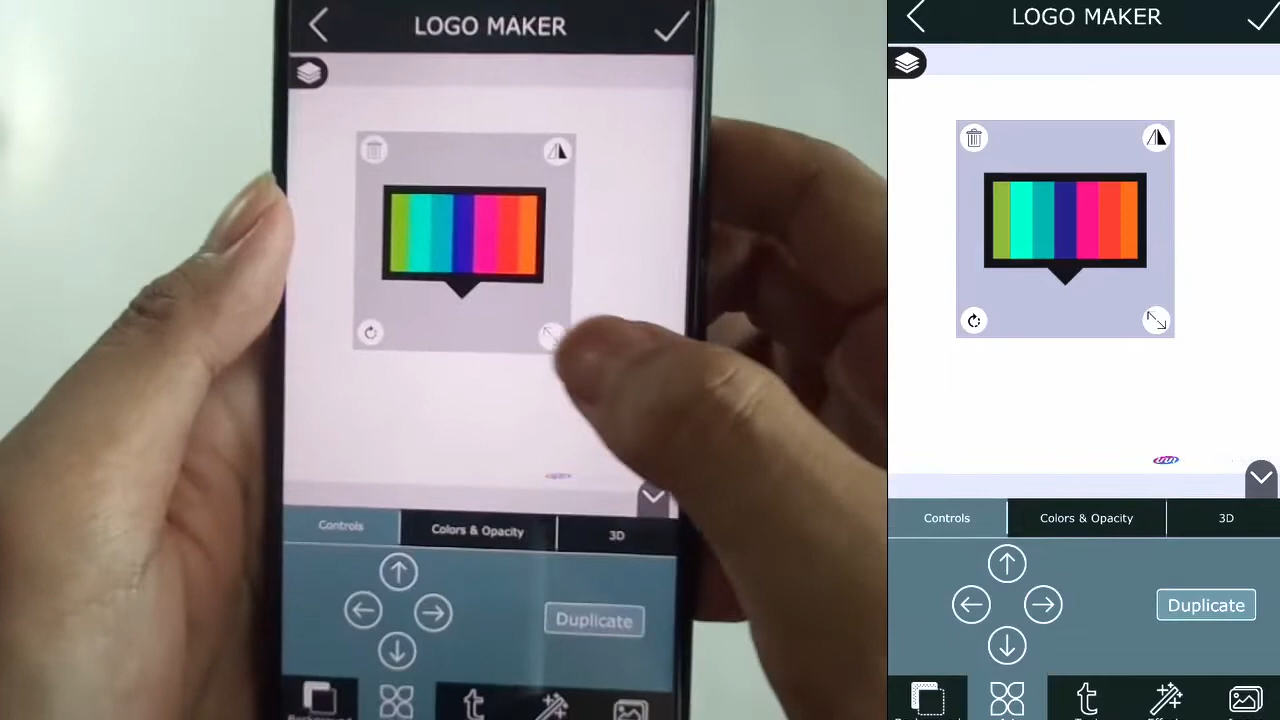 LOGO MAKER
Controls
Colors & Opacity
3D
Duplicate
LOGO MAKER
Controls
Colors & Opacity
3D
Duplicate